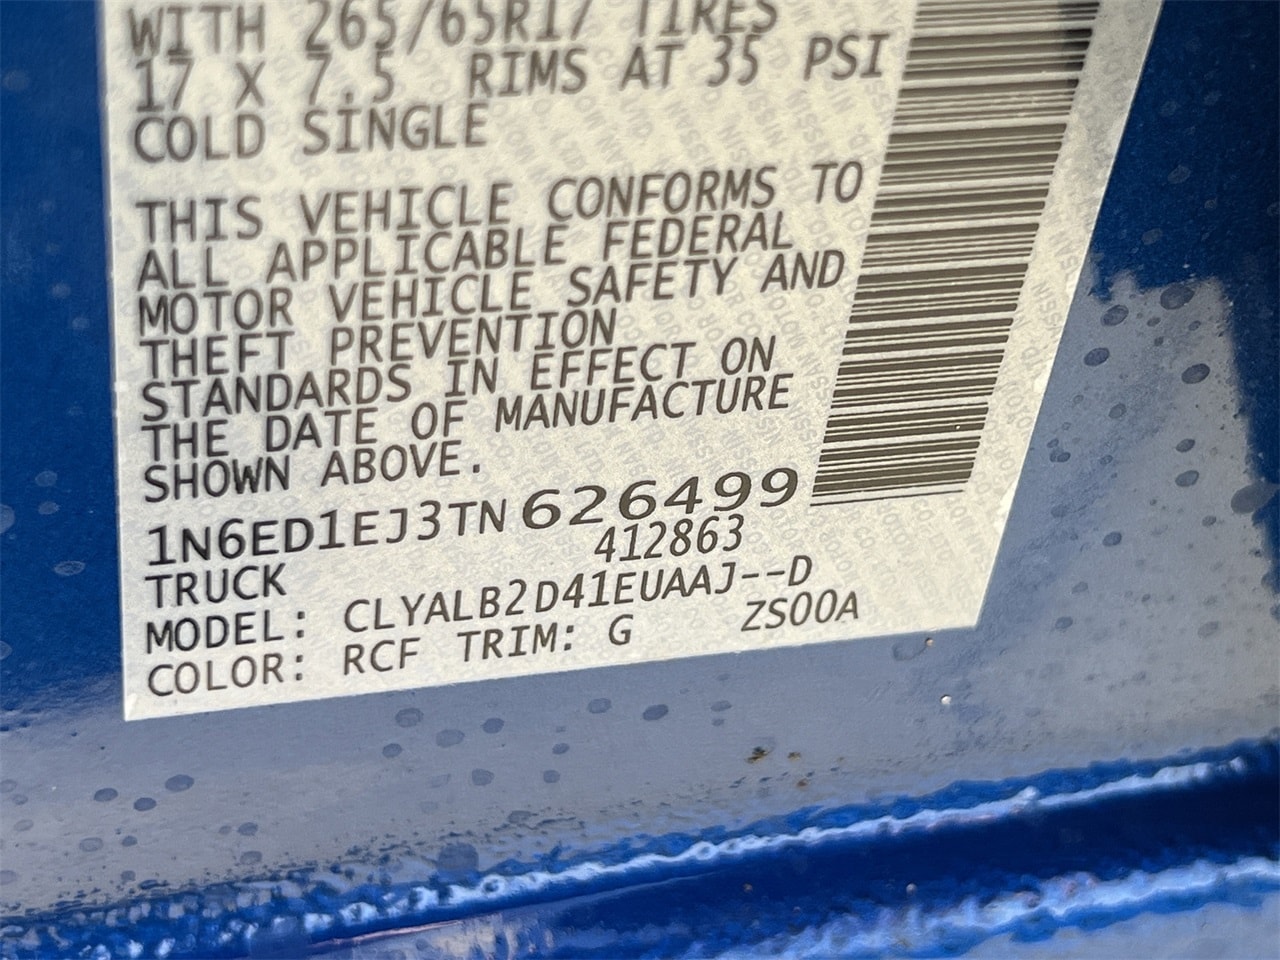 WITH 265/65R17 TIRES
17 X 7.5 RIMS AT 35 PSI
COLD SINGLE
THIS VEHICLE CONFORMS TO
ALL APPLICABLE FEDERAL
MOTOR VEHICLE SAFETY AND
THEFT PREVENTION
STANDARDS IN EFFECT ON
THE DATE OF MANUFACTURE
SHOWN ABOVE.
1N6ED1EJ3TN626499
TRUCK 412863
MODEL: CLYALB2D41EUAAJ--D
COLOR: RCF TRIM: G ZS00A